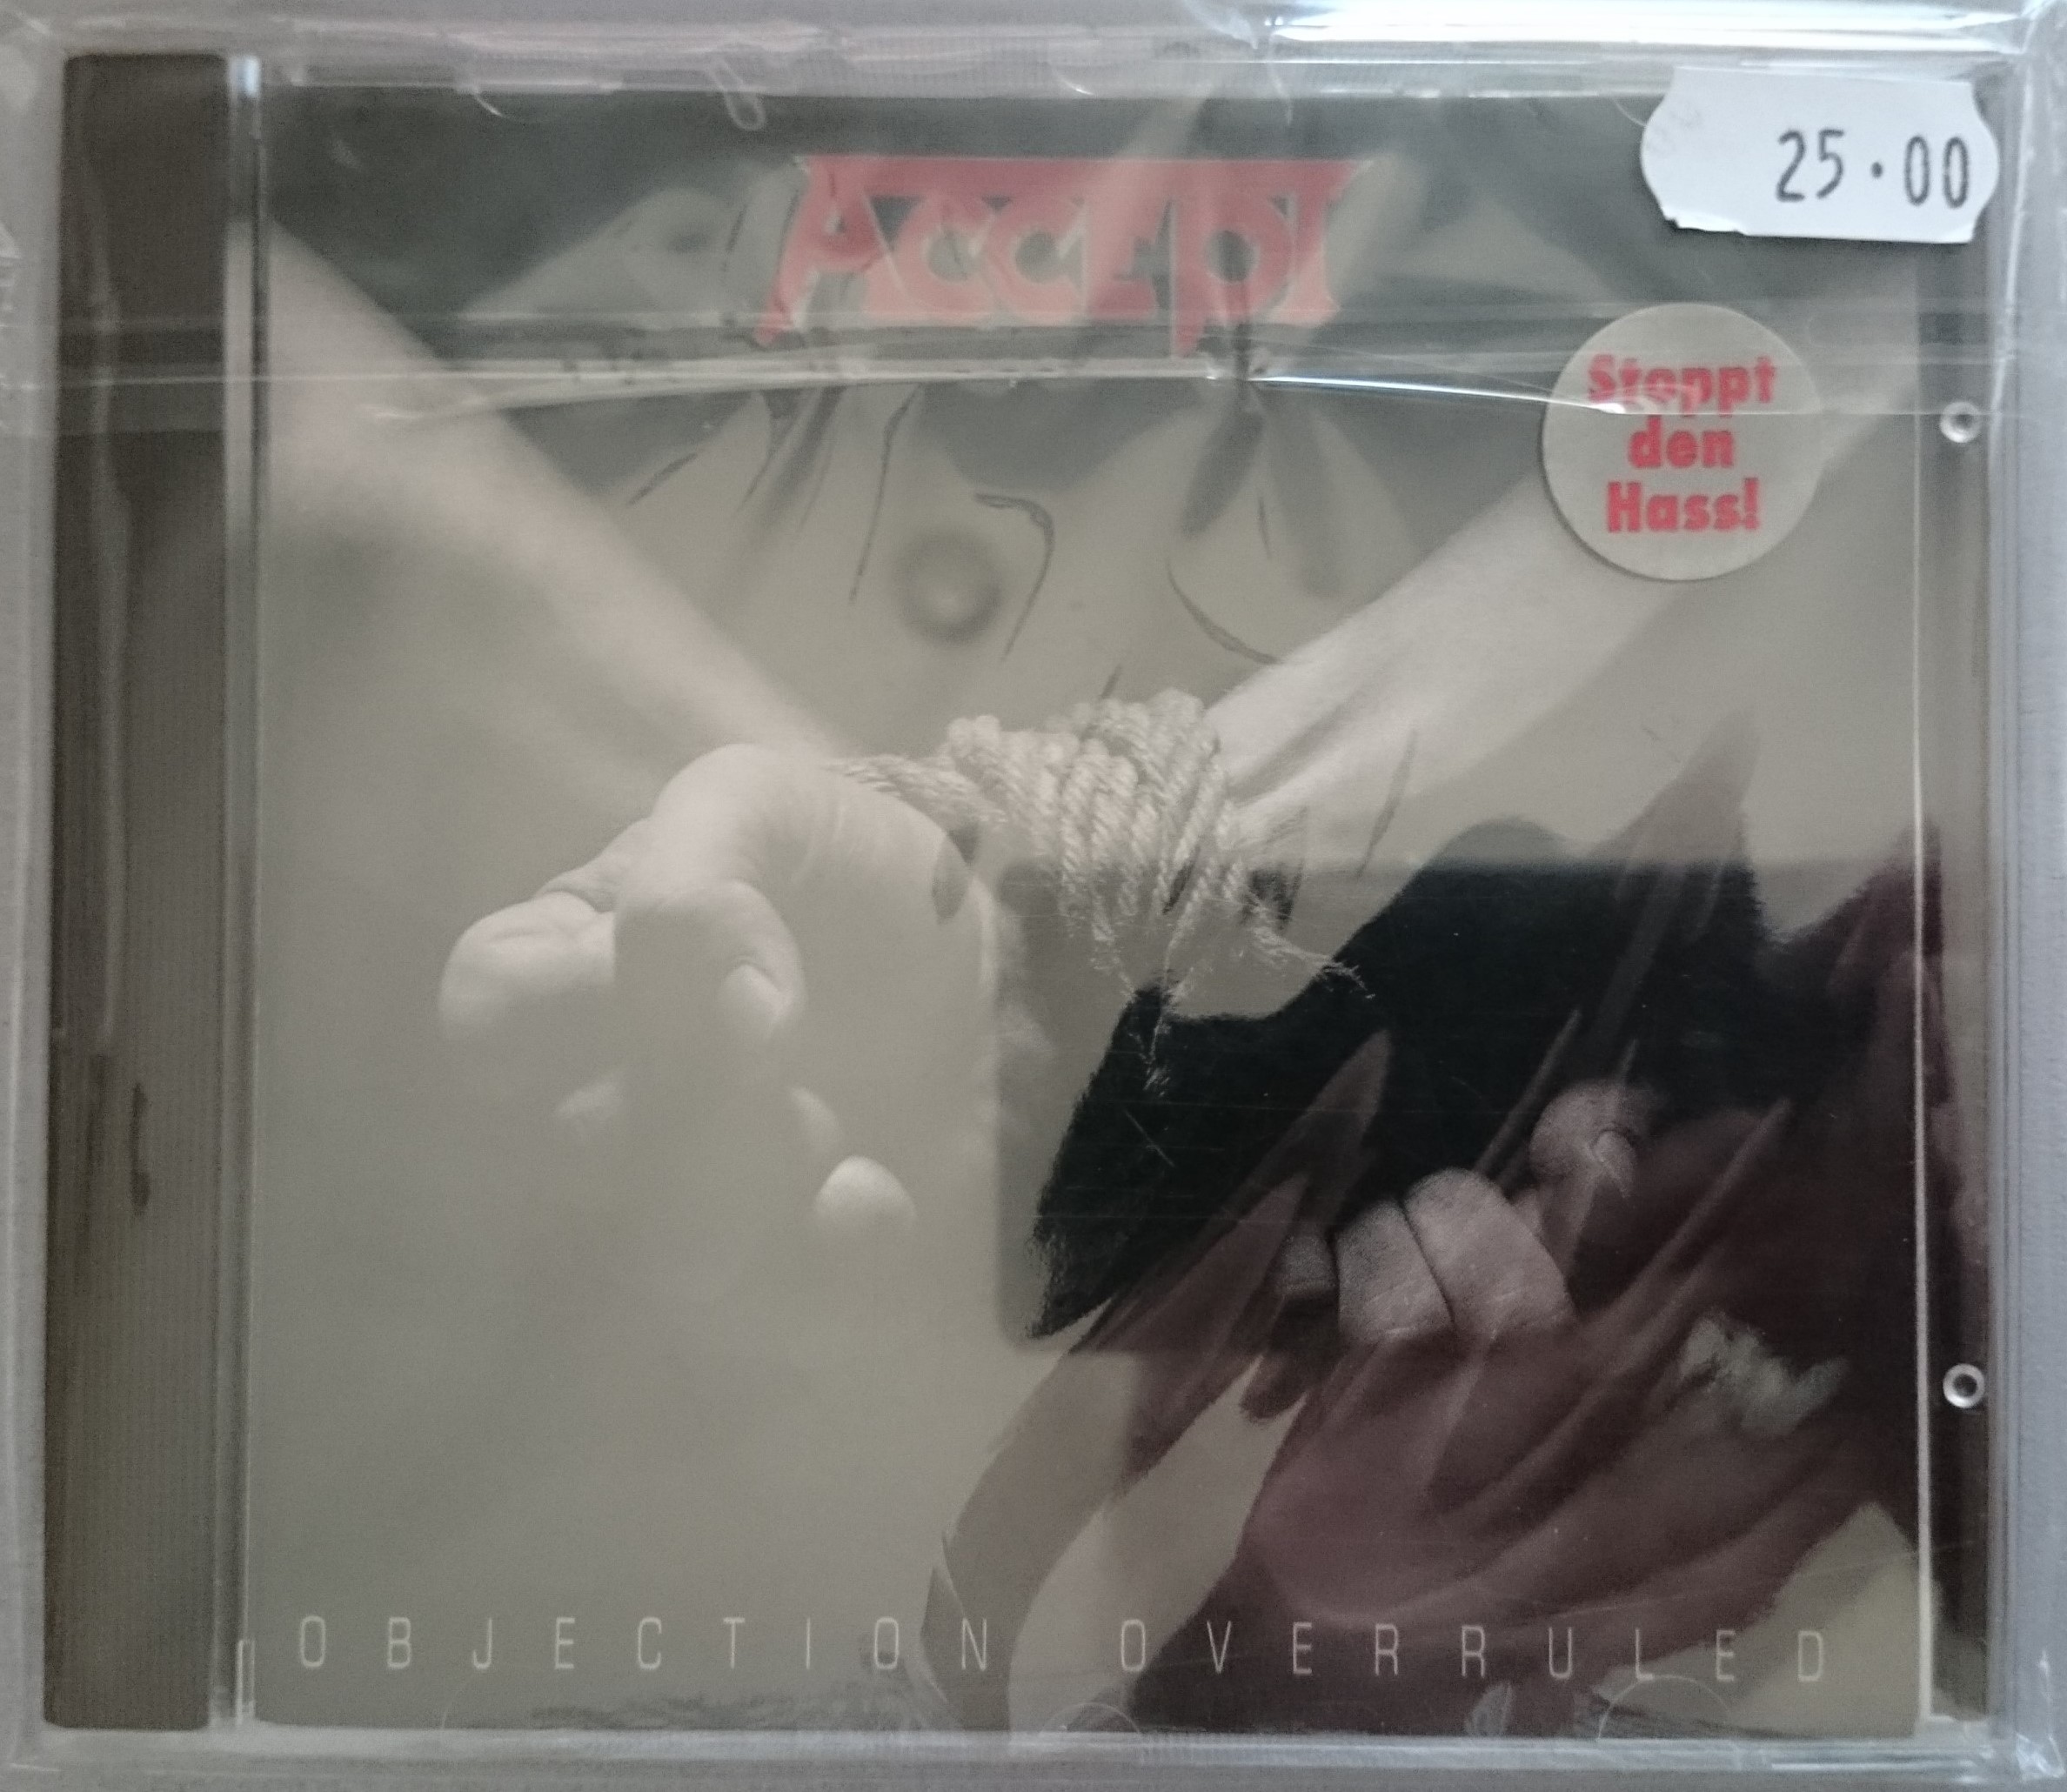 ACCEPT
25.00
Stoppt
den
Hass!
OBJECTION OVERRULED